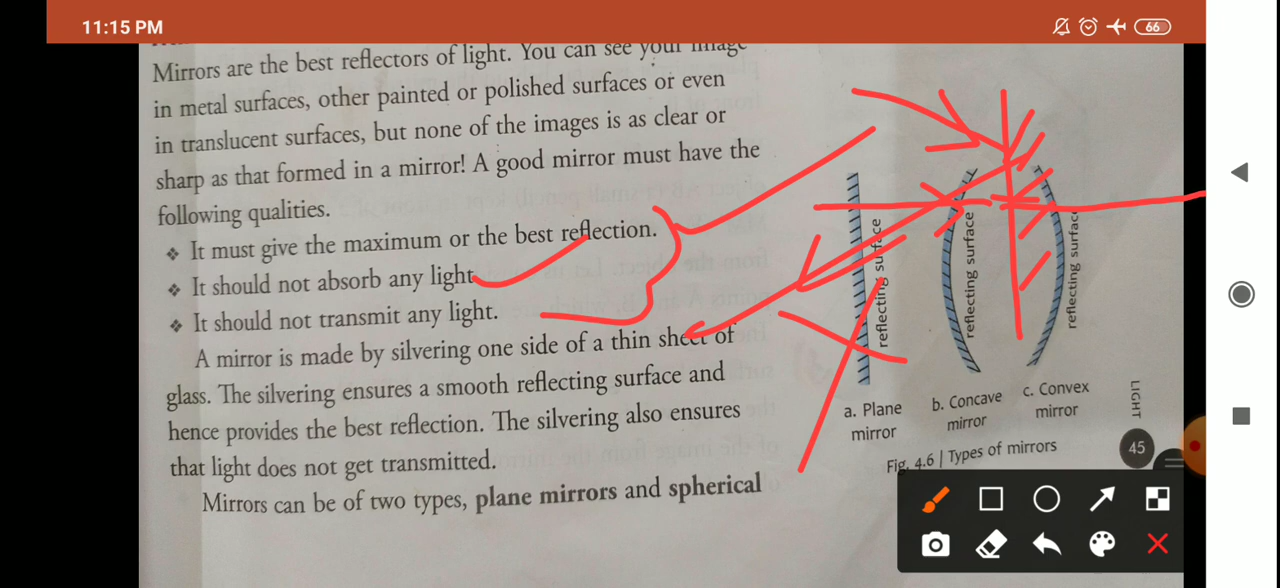 11:15 PM
66
Mirrors are the best reflectors of light. You can see your image
in metal surfaces, other painted or polished surfaces or even
in translucent surfaces, but none of the images is as clear or
sharp as that formed in a mirror! A good mirror must have the
following qualities.
❖ It must give the maximum or the best reflection.
❖ It should not absorb any light
❖ It should not transmit any light.
A mirror is made by silvering one side of a thin sheet of
glass. The silvering ensures a smooth reflecting surface and
hence provides the best reflection. The silvering also ensures
that light does not get transmitted.
Mirrors can be of two types, plane mirrors and spherical
reflecting surface
reflecting surface
reflecting surface
a. Plane
mirror
b. Concave
mirror
c. Convex
mirror
Fig. 4.6 | Types of mirrors
LIGHT
45